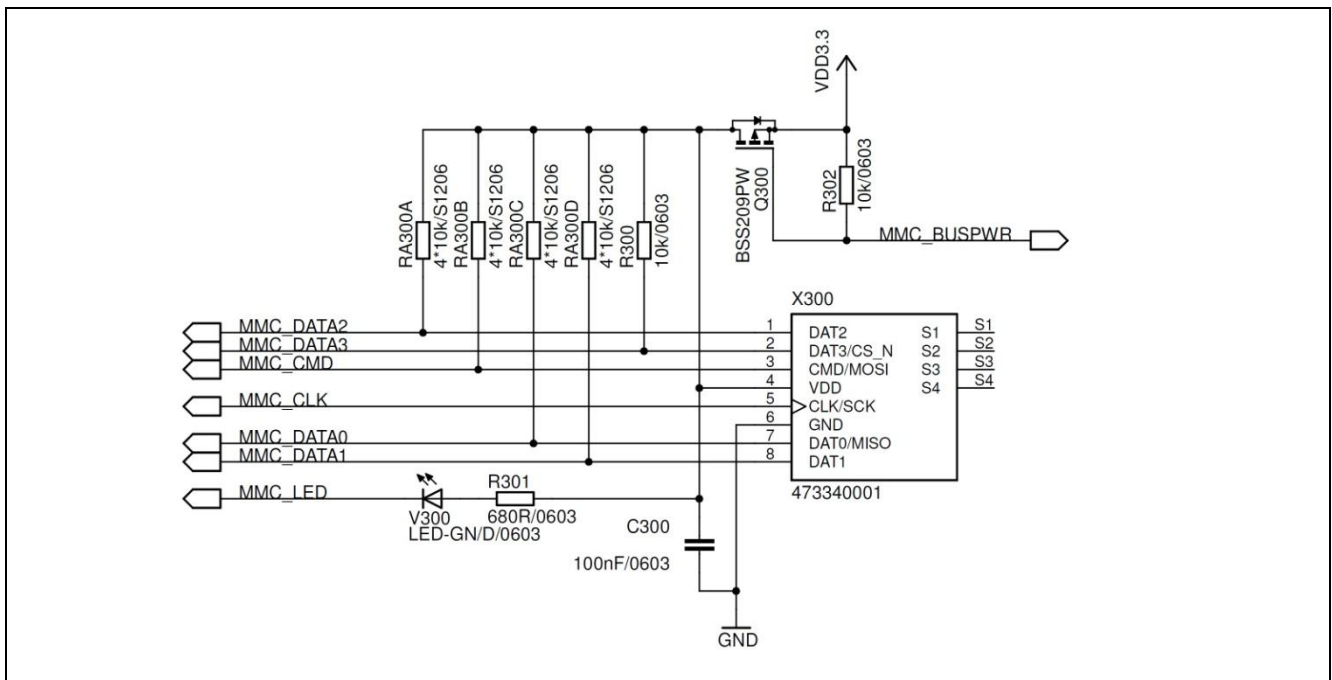 VDD3.3
RA300A
4*10k/S1206
RA300B
4*10k/S1206
RA300C
4*10k/S1206
RA300D
4*10k/S1206
R300
10k/0603
BSS209PW
Q300
R302
10k/0603
MMC_BUSPWR
X300
MMC_DATA2
1
DAT2
S1
S1
MMC_DATA3
2
DAT3/CS_N
S2
S2
MMC_CMD
3
CMD/MOSI
S3
S3
4
VDD
S4
S4
MMC_CLK
5
CLK/SCK
6
GND
MMC_DATA0
7
DAT0/MISO
MMC_DATA1
8
DAT1
473340001
MMC_LED
V300
LED-GN/D/0603
R301
680R/0603
C300
100nF/0603
GND